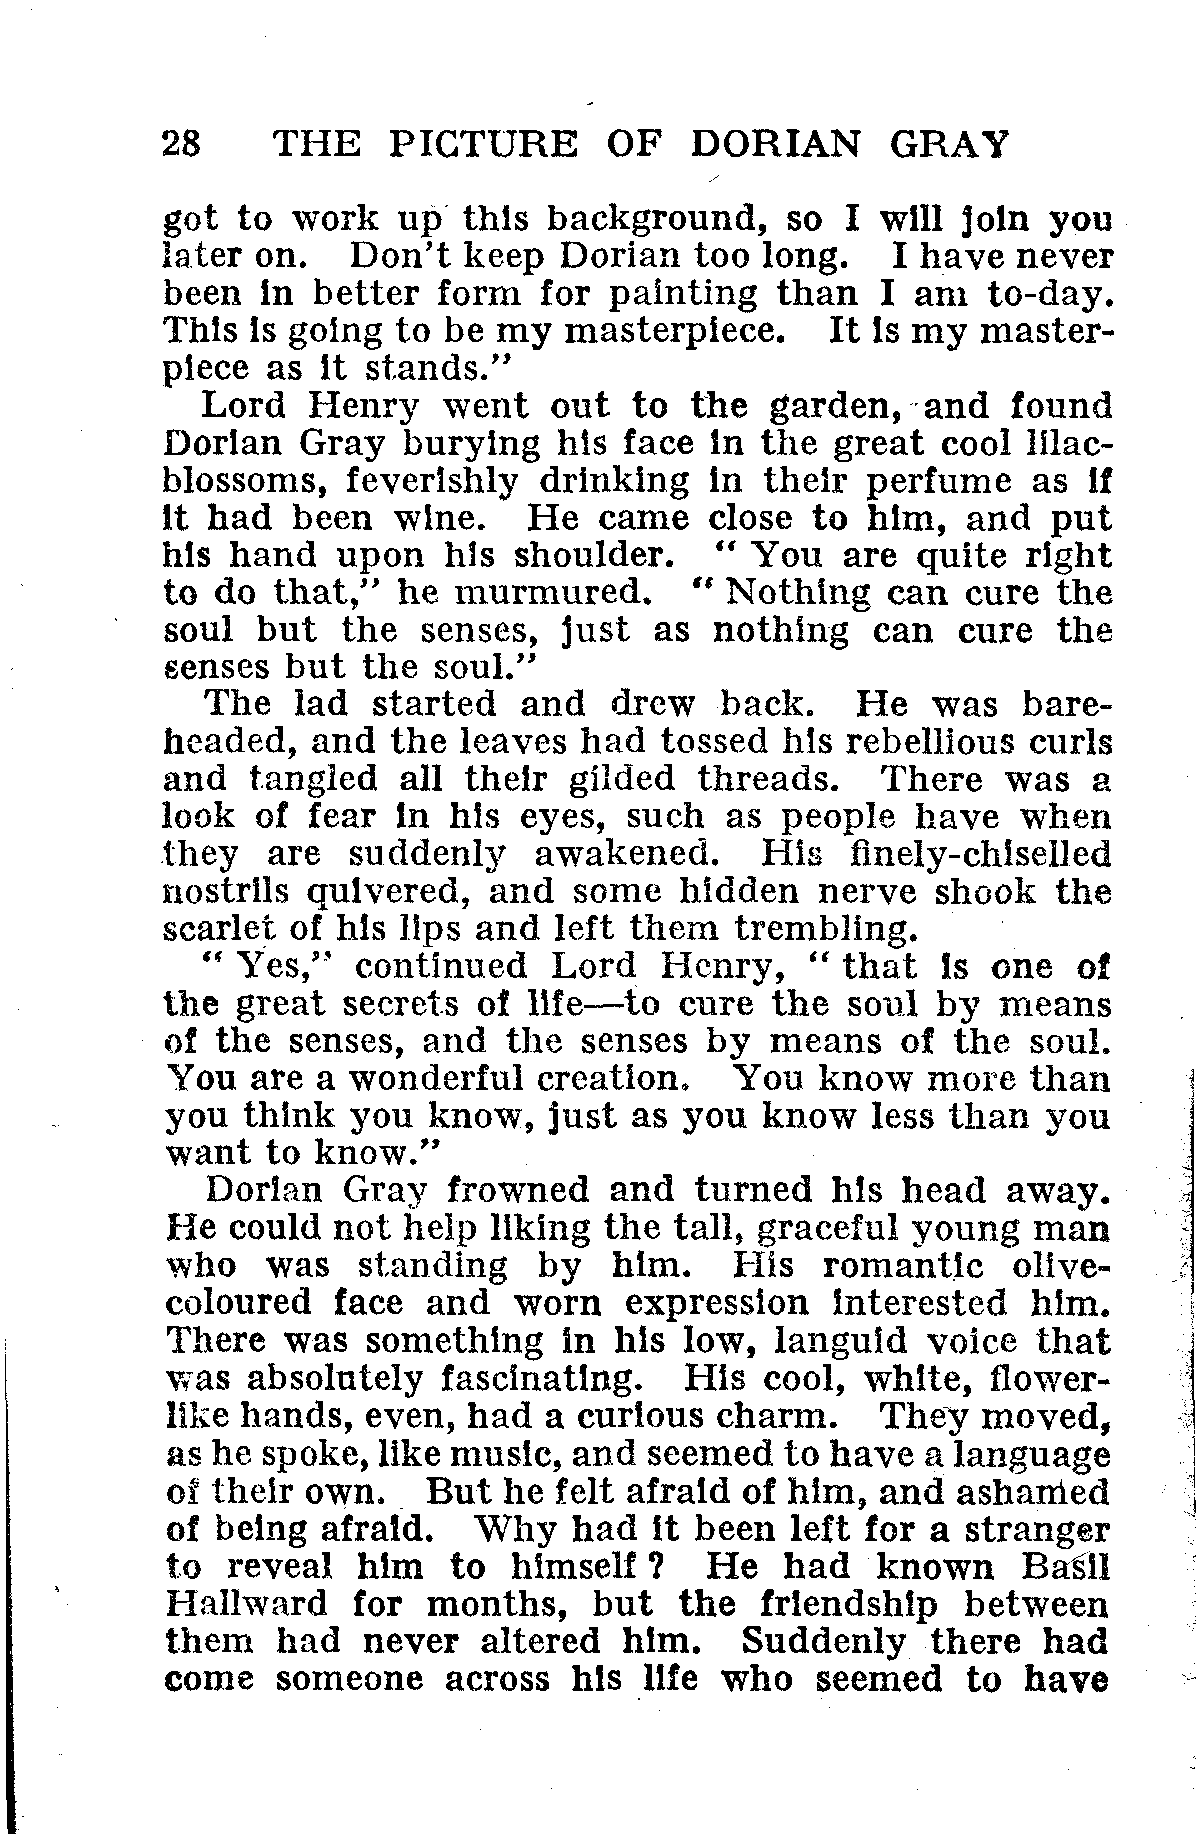 28 THE PICTURE OF DORIAN GRAY
got to work up this background, so I will join you
later on. Don't keep Dorian too long. I have never
been in better form for painting than I am to-day.
This is going to be my masterpiece. It is my master-
piece as it stands."
Lord Henry went out to the garden, and found
Dorian Gray burying his face in the great cool lilac-
blossoms, feverishly drinking in their perfume as if
it had been wine. He came close to him, and put
his hand upon his shoulder. " You are quite right
to do that," he murmured. " Nothing can cure the
soul but the senses, just as nothing can cure the
senses but the soul."
The lad started and drew back. He was bare-
headed, and the leaves had tossed his rebellious curls
and tangled all their gilded threads. There was a
look of fear in his eyes, such as people have when
they are suddenly awakened. His finely-chiselled
nostrils quivered, and some hidden nerve shook the
scarlet of his lips and left them trembling.
" Yes," continued Lord Henry, " that is one of
the great secrets of life—to cure the soul by means
of the senses, and the senses by means of the soul.
You are a wonderful creation. You know more than
you think you know, just as you know less than you
want to know."
Dorian Gray frowned and turned his head away.
He could not help liking the tall, graceful young man
who was standing by him. His romantic olive-
coloured face and worn expression interested him.
There was something in his low, languid voice that
was absolutely fascinating. His cool, white, flower-
like hands, even, had a curious charm. They moved,
as he spoke, like music, and seemed to have a language
of their own. But he felt afraid of him, and ashamed
of being afraid. Why had it been left for a stranger
to reveal him to himself ? He had known Basil
Hallward for months, but the friendship between
them had never altered him. Suddenly there had
come someone across his life who seemed to have